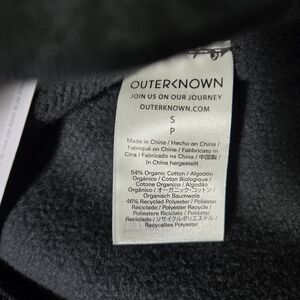 OUTERKNOWN
JOIN US ON OUR JOURNEY
OUTERKNOWN.COM
S
P
Made in China / Hecho en China /
Fabriqué en Chine / Fabbricato in
Cina / Fabricado na China / 中国製 /
In China hergestellt
54% Organic Cotton / Algodón
Orgánico / Coton Biologique /
Cotone Organico / Algodão
Orgânico / オーガニック・コットン /
Organisch Baumwolle
46% Recycled Polyester / Poliéster
Reciclado / Polyester Recyclé /
Poliestere Riciclato / Poliéster
Reciclado / リサイクルポリエステル /
Recyceltes Polyester